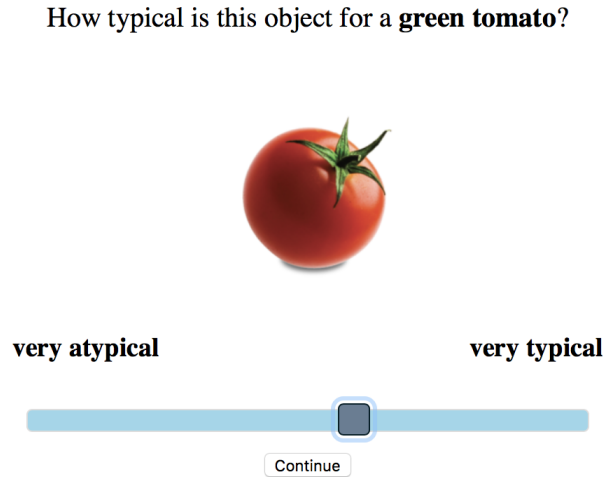 How typical is this object for a green tomato?
very atypical
very typical
Continue